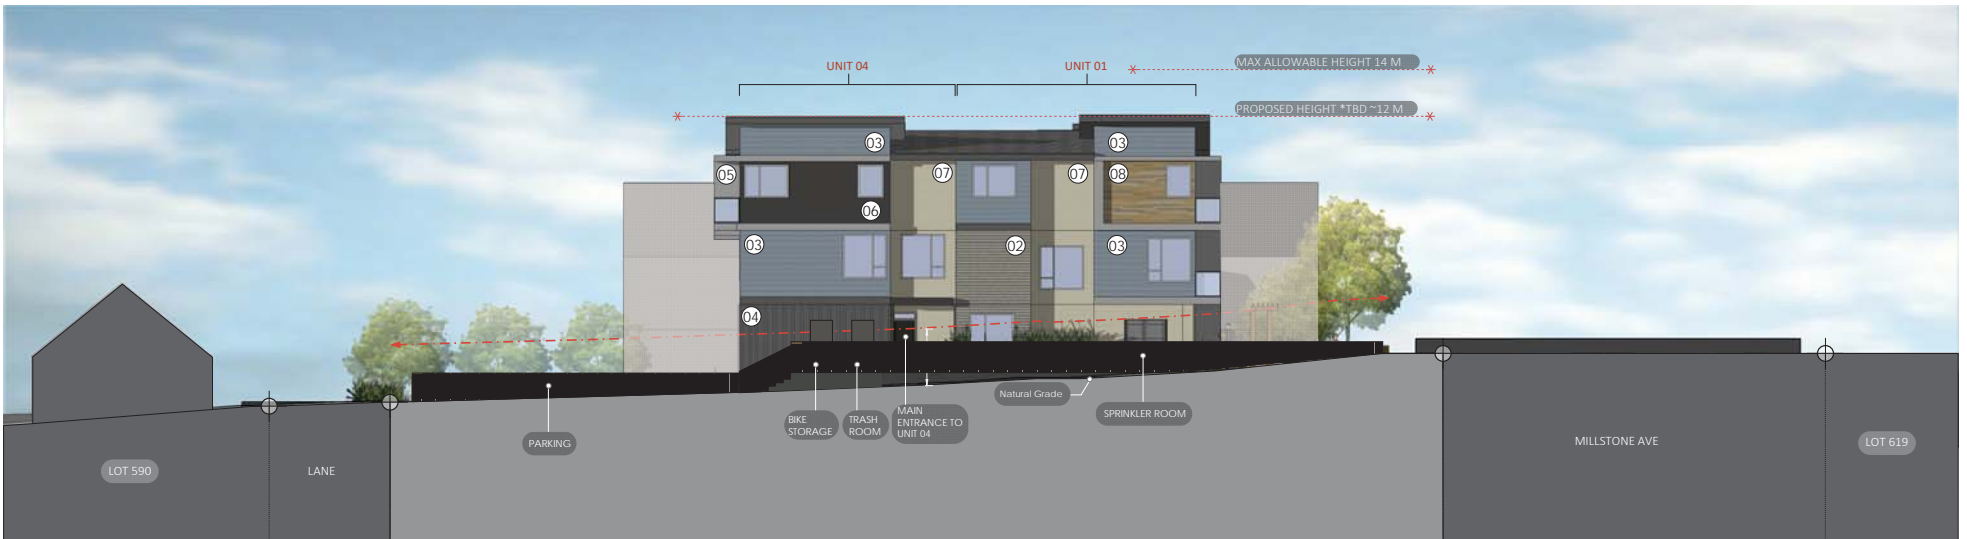 UNIT 04
UNIT 01
MAX ALLOWABLE HEIGHT 14 M
PROPOSED HEIGHT *TBD ~12 M
03
03
05
07
07
08
06
03
02
03
04
Natural Grade
PARKING
BIKE
STORAGE
TRASH
ROOM
MAIN
ENTRANCE TO
UNIT 04
SPRINKLER ROOM
LOT 590
LANE
MILLSTONE AVE
LOT 619